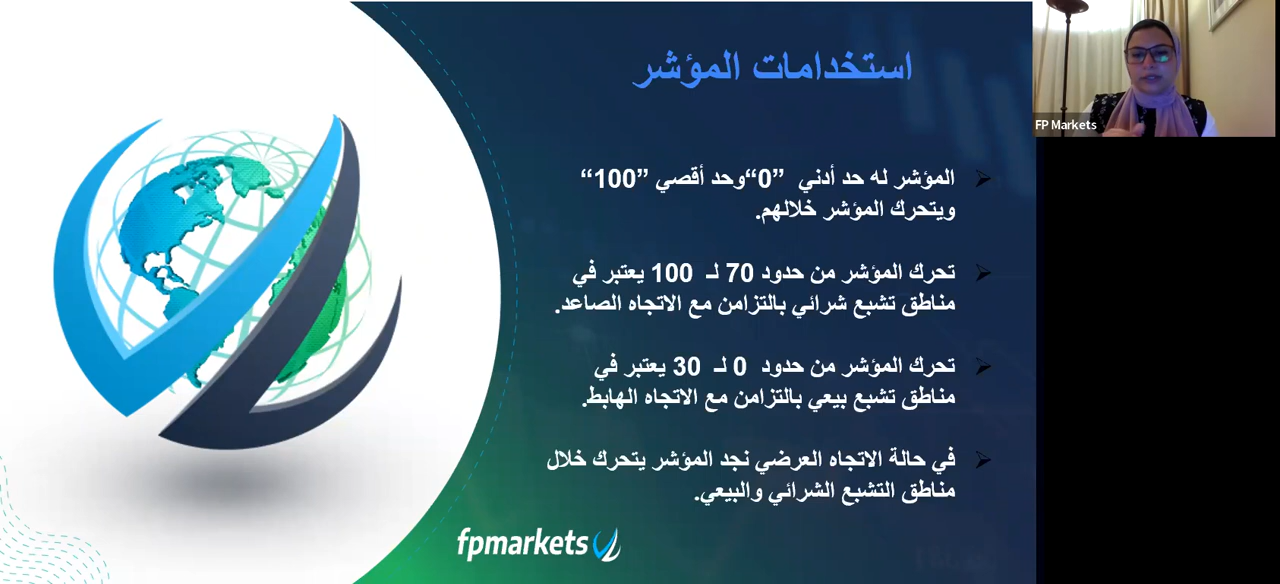 استخدامات المؤشر
المؤشر له حد أدني "0"وحد أقصي "100"
ويتحرك المؤشر خلالهم.
تحرك المؤشر من حدود 70 لـ 100 يعتبر في
مناطق تشبع شرائي بالتزامن مع الاتجاه الصاعد.
تحرك المؤشر من حدود 0 لـ 30 يعتبر في
مناطق تشبع بيعي بالتزامن مع الاتجاه الهابط.
في حالة الاتجاه العرضي نجد المؤشر يتحرك خلال
مناطق التشبع الشرائي والبيعي.
fpmarkets
FP Markets